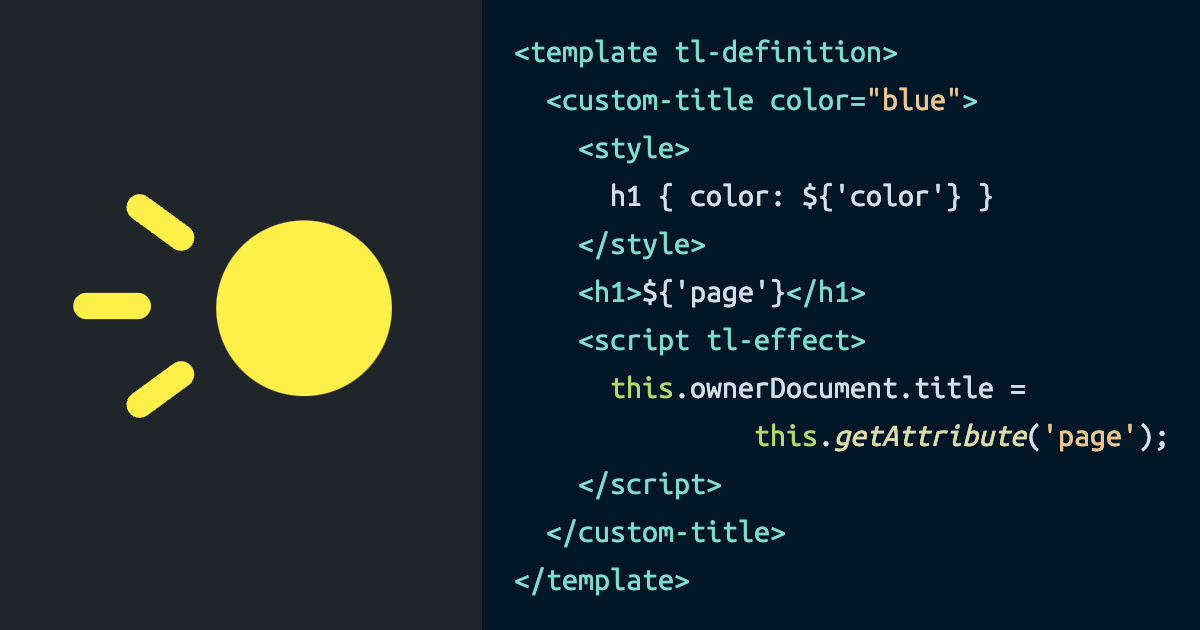 <template tl-definition>
<custom-title color="blue">
<style>
h1 { color: ${'color'} }
</style>
<h1>${'page'}</h1>
<script tl-effect>
this.ownerDocument.title =
this.getAttribute('page');
</script>
</custom-title>
</template>